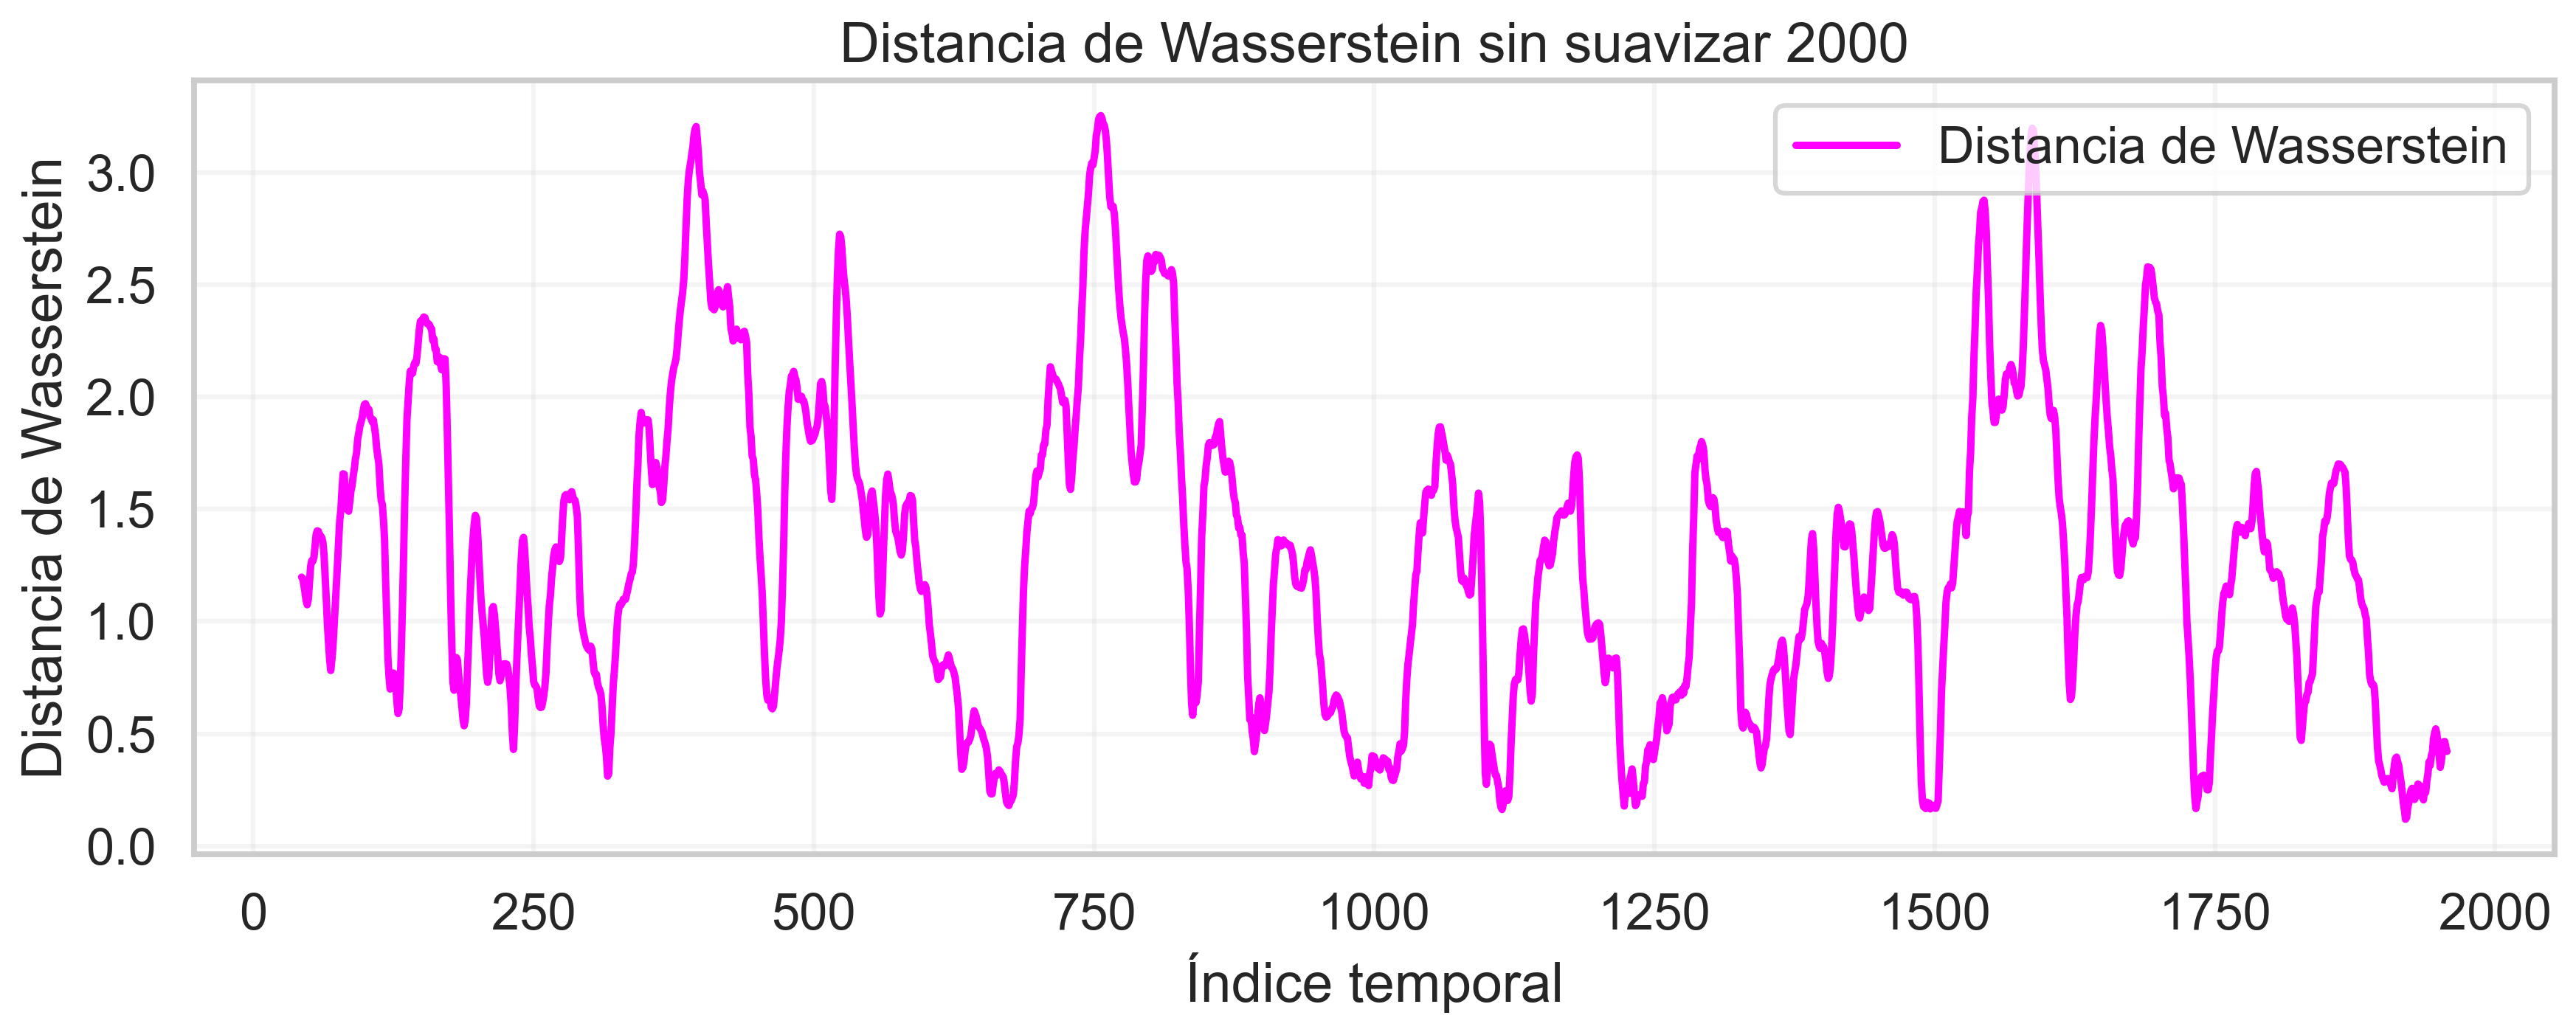 Distancia de Wasserstein sin suavizar 2000
Distancia de Wasserstein
Distancia de Wasserstein
3.0
2.5
2.0
1.5
1.0
0.5
0.0
0 250 500 750 1000 1250 1500 1750 2000
Índice temporal